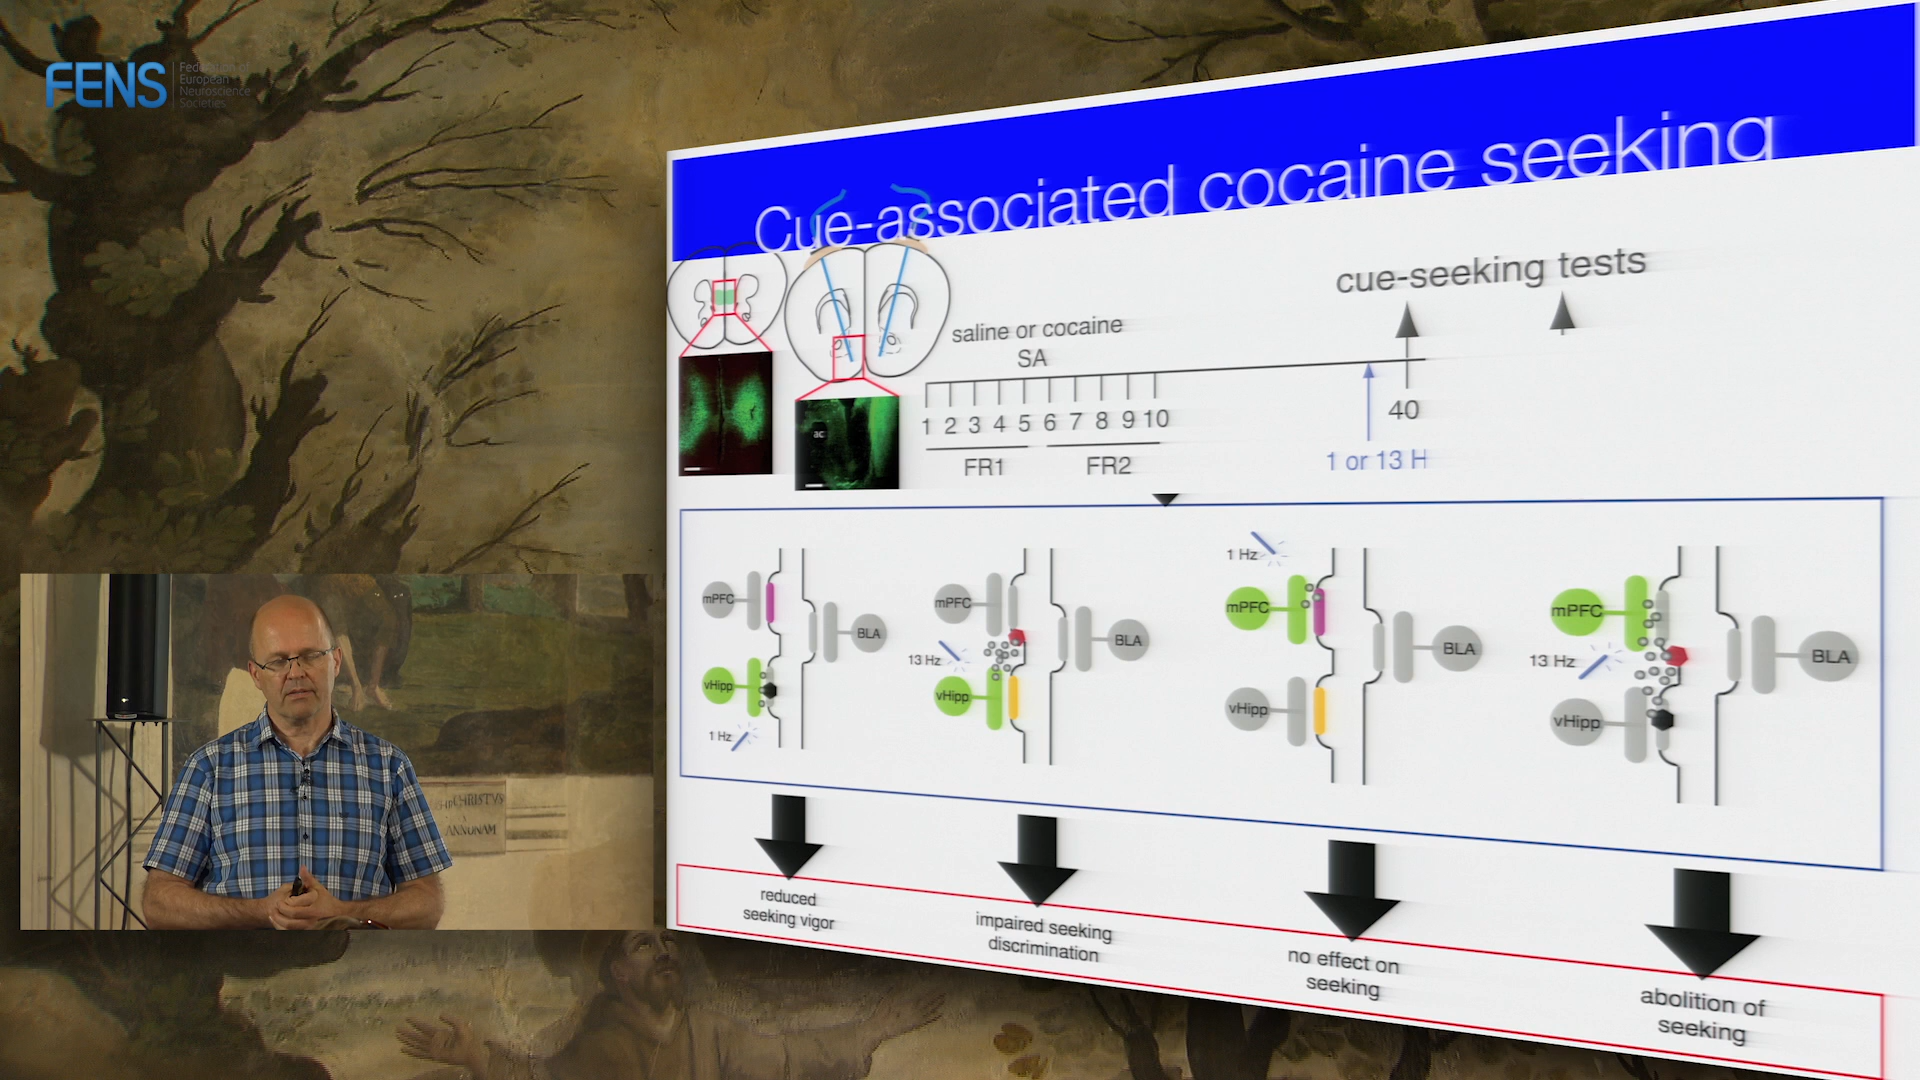 FENS
Federation of
European
Neuroscience
Societies
Cue-associated cocaine seeking
cue-seeking tests
saline or cocaine
SA
1 2 3 4 5 6 7 8 9 10
40
FR1 FR2
1 or 13 H
ac
mPFC
BLA
vHipp
1 Hz
mPFC
BLA
13 Hz
vHipp
1 Hz
mPFC
BLA
vHipp
mPFC
13 Hz
BLA
vHipp
reduced
seeking vigor
impaired seeking
discrimination
no effect on
seeking
abolition of
seeking
CHRISTVS
ANNONAM